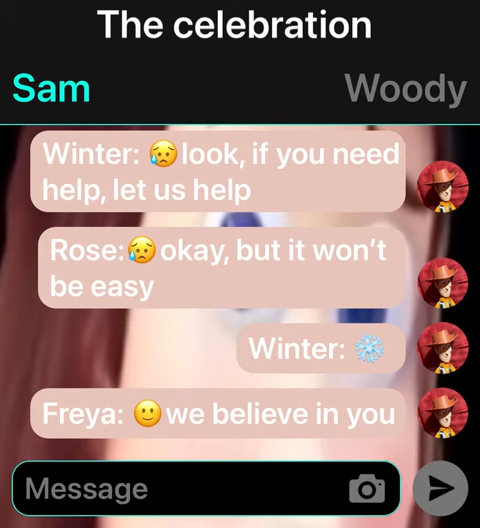 The celebration
Sam
Woody
Winter: 😥look, if you need
help, let us help
Rose:😥okay, but it won’t
be easy
Winter: ❄️
Freya: 🙂we believe in you
Message